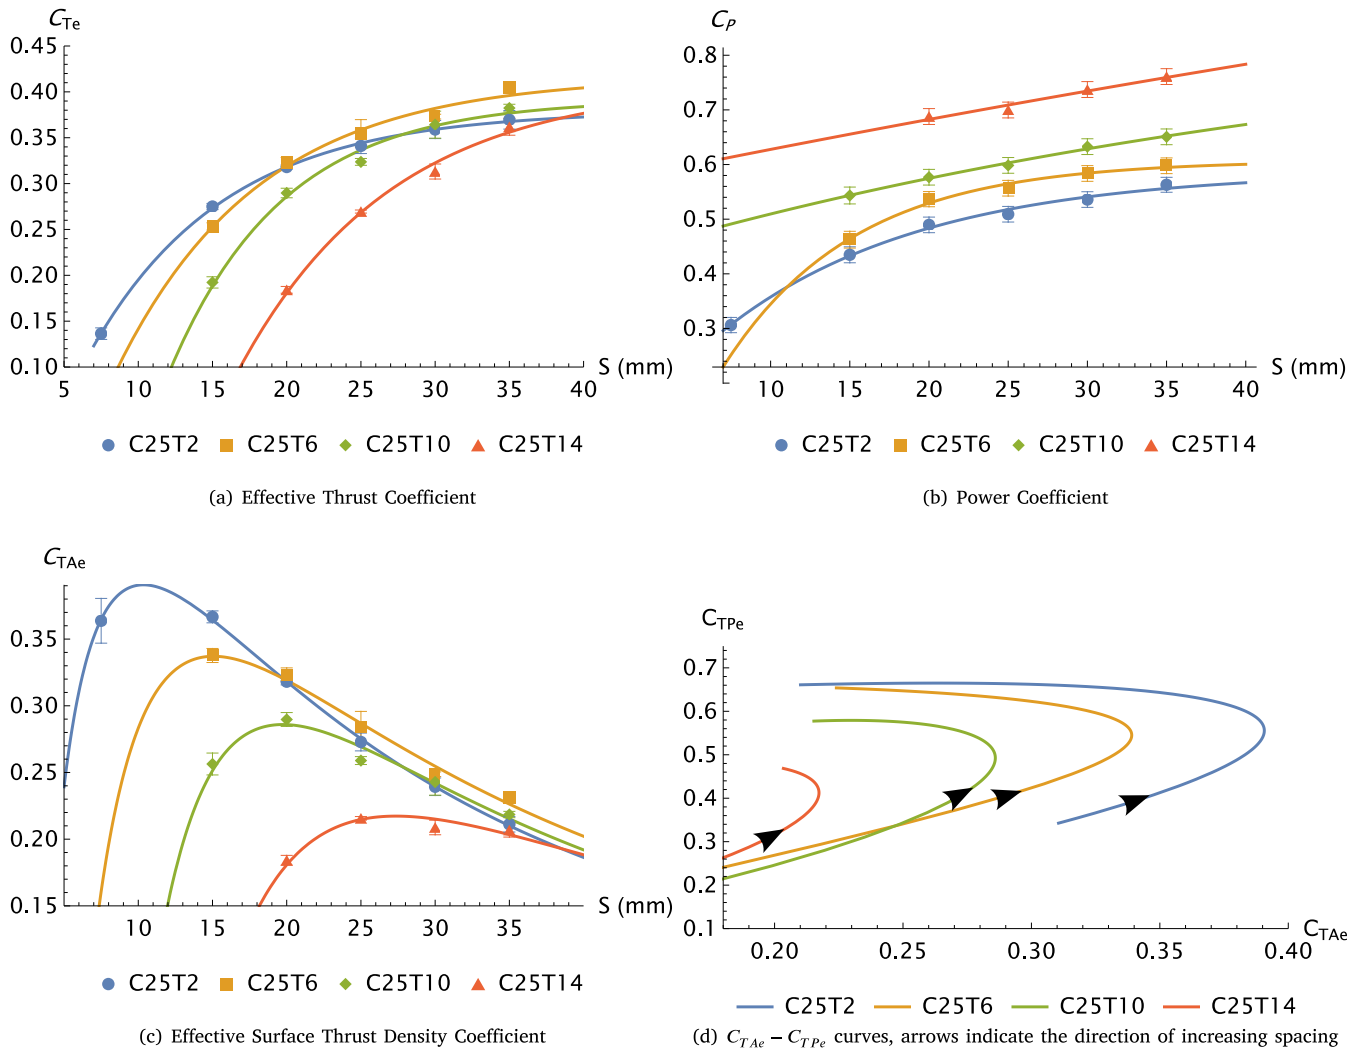 C_Te
0.45
0.40
0.35
0.30
0.25
0.20
0.15
0.10
5 10 15 20 25 30 35 40 S (mm)
C25T2 C25T6 C25T10 C25T14
(a) Effective Thrust Coefficient
C_P
0.8
0.7
0.6
0.5
0.4
0.3
10 15 20 25 30 35 40 S (mm)
C25T2 C25T6 C25T10 C25T14
(b) Power Coefficient
C_TAe
0.35
0.30
0.25
0.20
0.15
10 15 20 25 30 35 S (mm)
C25T2 C25T6 C25T10 C25T14
(c) Effective Surface Thrust Density Coefficient
C_TPe
0.7
0.6
0.5
0.4
0.3
0.2
0.1
0.20 0.25 0.30 0.35 0.40 C_TAe
C25T2 C25T6 C25T10 C25T14
(d) C_TAe − C_TPe curves, arrows indicate the direction of increasing spacing